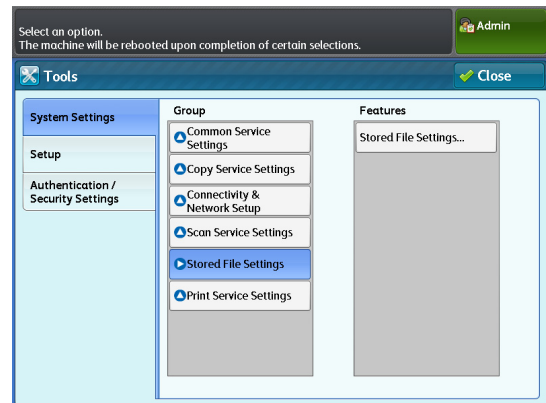 Select an option.
The machine will be rebooted upon completion of certain selections.
Admin
Tools
Close
System Settings
Setup
Authentication /
Security Settings
Group
Common Service
Settings
Copy Service Settings
Connectivity &
Network Setup
Scan Service Settings
Stored File Settings
Print Service Settings
Features
Stored File Settings...